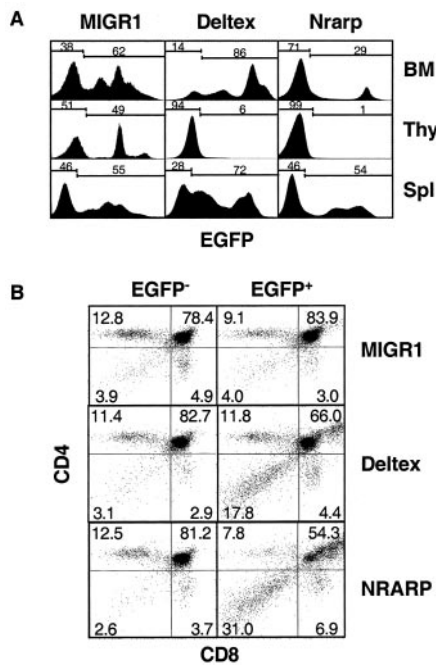 A
MIGR1 Deltex Nrarp
38 62 14 86 71 29
BM
51 49 94 6 99 1
Thy
46 55 28 72 46 54
Spl
EGFP
B
EGFP- EGFP+
12.8 78.4 9.1 83.9
MIGR1
3.9 4.9 4.0 3.0
11.4 82.7 11.8 66.0
CD4
Deltex
3.1 2.9 17.8 4.4
12.5 81.2 7.8 54.3
NRARP
2.6 3.7 31.0 6.9
CD8